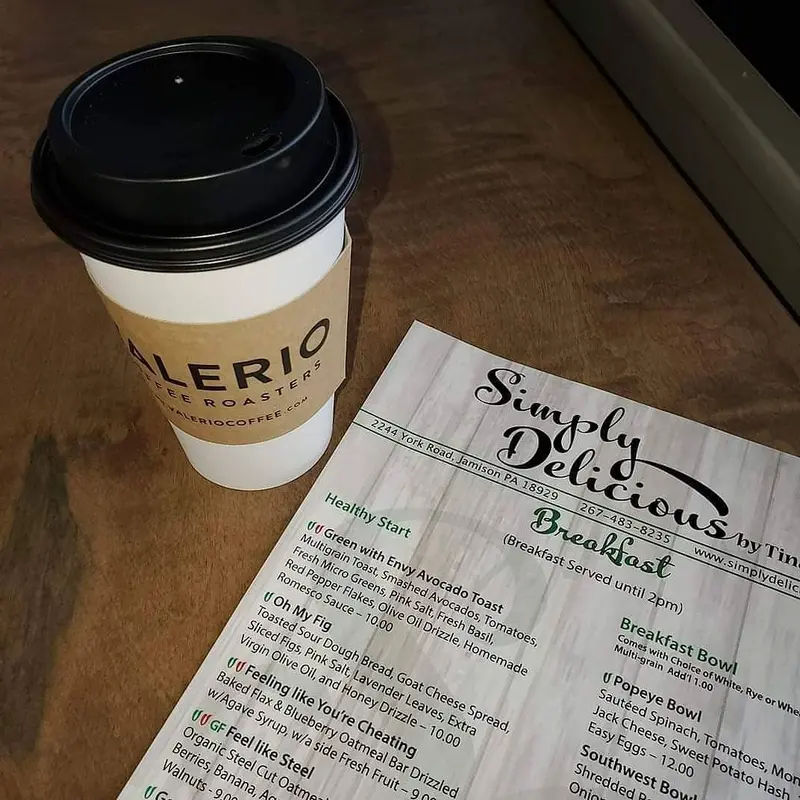 ALERIO
FFEE ROASTERS
VALERIOCOFFEE.COM
Simply
Delicious by Tina
2244 York Road, Jamison PA 18929 267-483-8235 www.simplydelic
Breakfast
(Breakfast Served until 2pm)
Healthy Start
Green with Envy Avocado Toast
Multigrain Toast, Smashed Avocados, Tomatoes,
Fresh Micro Greens, Pink Salt, Fresh Basil,
Red Pepper Flakes, Olive Oil Drizzle, Homemade
Romesco Sauce – 10.00
Oh My Fig
Toasted Sour Dough Bread, Goat Cheese Spread,
Sliced Figs, Pink Salt, Lavender Leaves, Extra
Virgin Olive Oil, and Honey Drizzle – 10.00
Feeling like You're Cheating
Baked Flax & Blueberry Oatmeal Bar Drizzled
w/Agave Syrup, w/a side Fresh Fruit – 9.00
GF Feel like Steel
Organic Steel Cut Oatmeal
Berries, Banana, Ag
Walnuts - 9.00
Breakfast Bowl
Comes with Choice of White, Rye or Whe
Multi-grain Add'l 1.00
Popeye Bowl
Sautéed Spinach, Tomatoes, Mon
Jack Cheese, Sweet Potato Hash,
Easy Eggs – 12.00
Southwest Bowl
Shredded
Onion